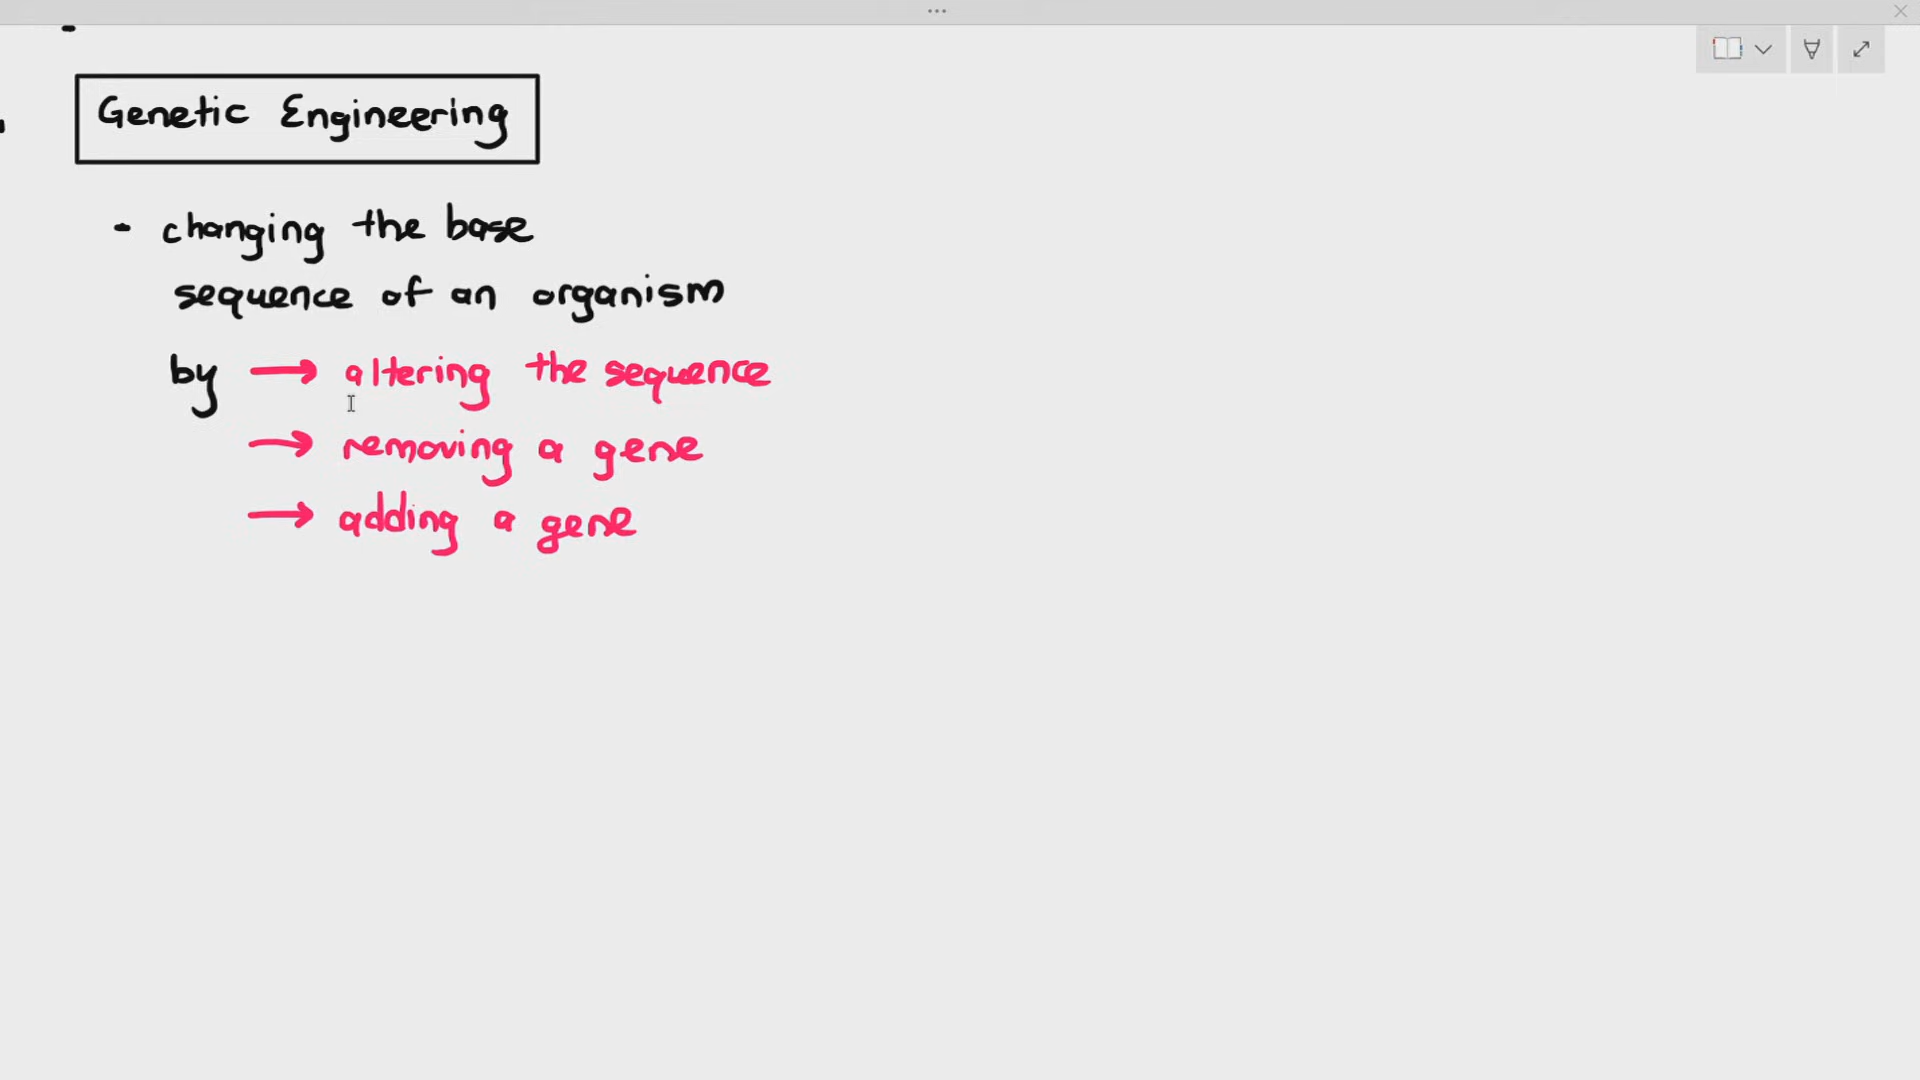 Genetic Engineering
- changing the base
sequence of an organism
by → altering the sequence
→ removing a gene
→ adding a gene